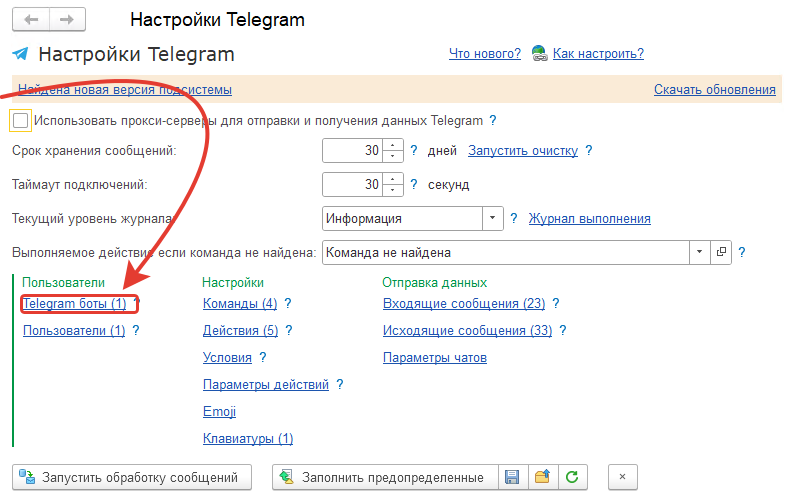 Настройки Telegram
Настройки Telegram Что нового? Как настроить?
Найдена новая версия подсистемы Скачать обновления
Использовать прокси-серверы для отправки и получения данных Telegram ?
Срок хранения сообщений: 30 ? дней Запустить очистку ?
Таймаут подключений: 30 ? секунд
Текущий уровень журнала: Информация ? Журнал выполнения
Выполняемое действие если команда не найдена: Команда не найдена ?
Пользователи Настройки Отправка данных
Telegram боты (1) ? Команды (4) ? Входящие сообщения (23) ?
Пользователи (1) ? Действия (5) ? Исходящие сообщения (33) ?
Условия ? Параметры чатов
Параметры действий ?
Emoji
Клавиатуры (1)
Запустить обработку сообщений Заполнить предопределенные ×